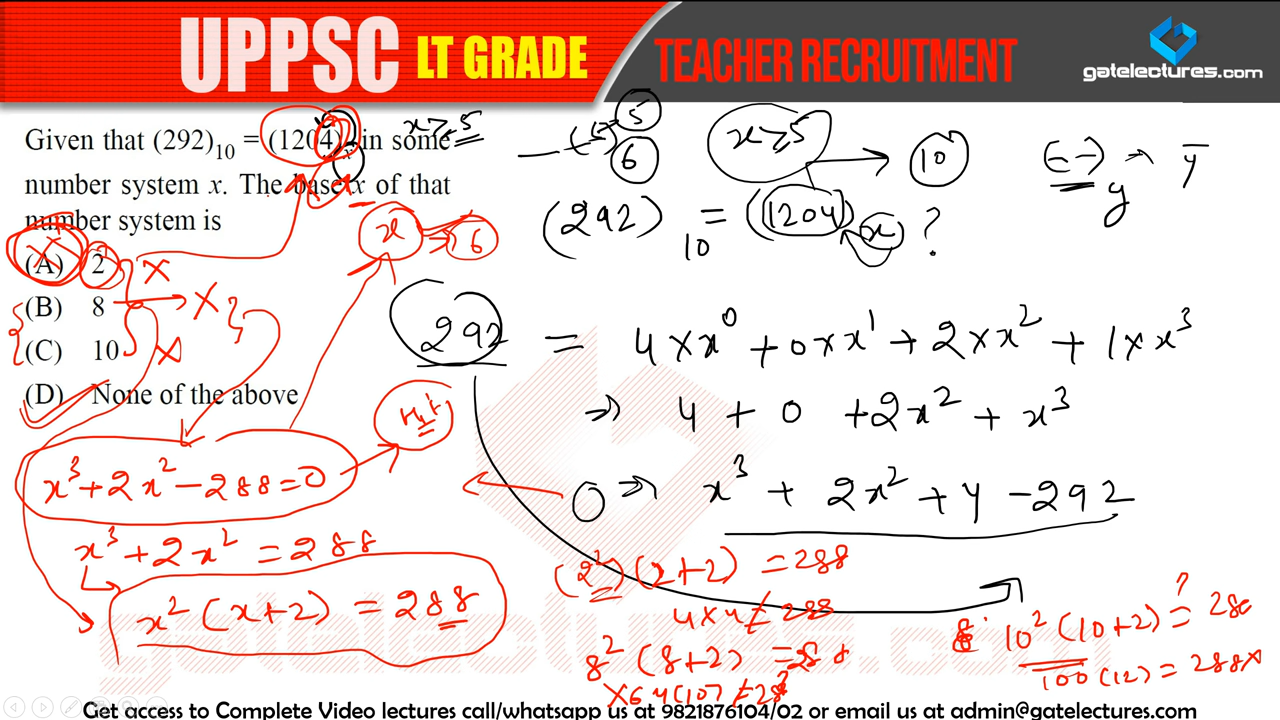 UPPSC LT GRADE TEACHER RECRUITMENT
gatelectures.com
Given that (292)₁₀ = (1204)ₓ in some
number system x. The base x of that
number system is
(A) 2
(B) 8
(C) 10
(D) None of the above
x ≥ 5
5
6
x ≥ 5
10
y
(292)₁₀ = (1204)ₓ ?
x ⇒ 6
292 = 4 × x⁰ + 0 × x¹ + 2 × x² + 1 × x³
⇒ 4 + 0 + 2x² + x³
0 ⇒ x³ + 2x² + 4 - 292
x³ + 2x² - 288 = 0
x³ + 2x² = 288
x² (x + 2) = 288
(2²) (2+2) = 288
4 × 4 ≠ 288
8² (8+2) = 288
10² (10+2) ?= 288
100 (12) = 288 ×
gatelectures.com
Get access to Complete Video lectures call/whatsapp us at 9821876104/02 or email us at admin@gatelectures.com